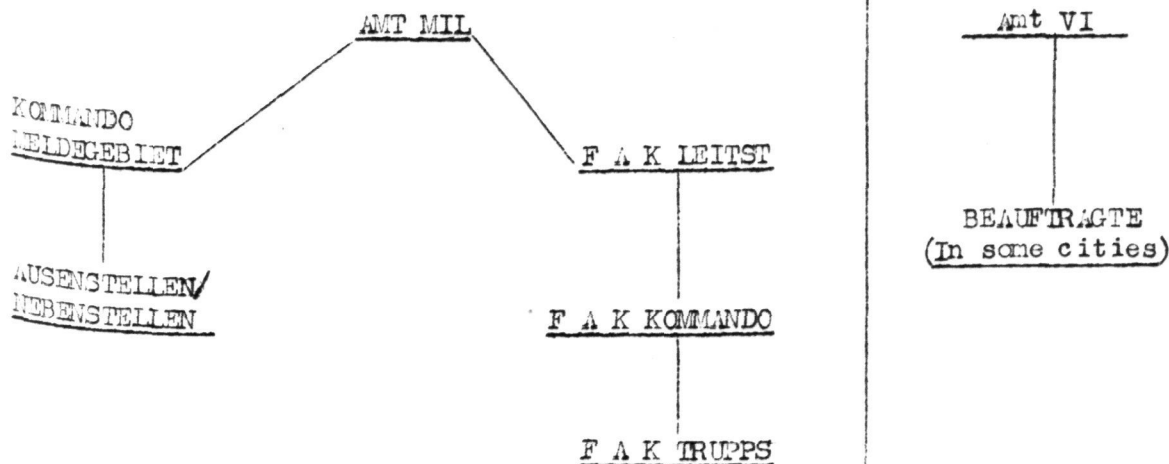 AMT MIL
Amt VI
KOMMANDO
MELDEGEBIET
F A K LEITST
BEAUFTRAGTE
(In some cities)
AUSENSTELLEN/
NEBENSTELLEN
F A K KOMMANDO
F A K TRUPPS